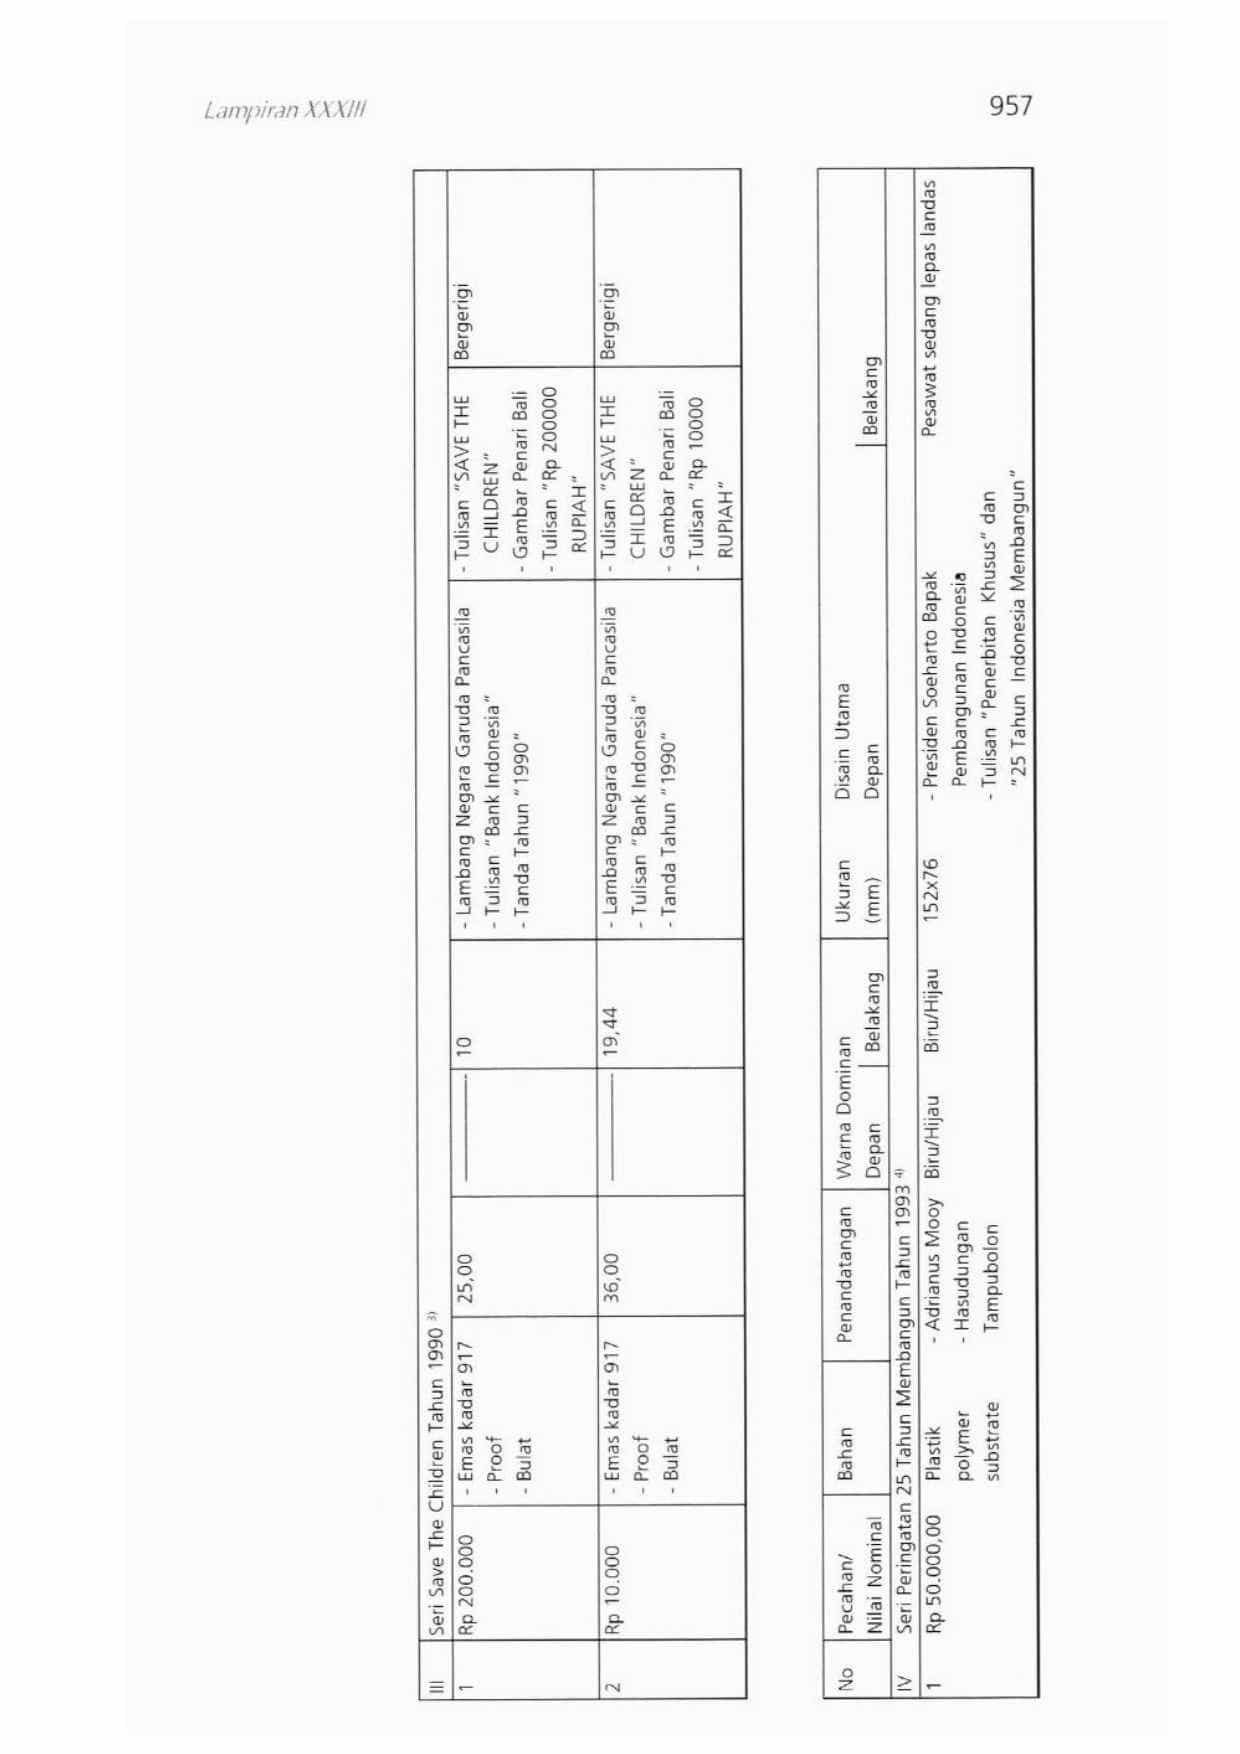 Lampiran XXXIII
957
III Seri Save The Children Tahun 1990 3)
1 Rp 200.000 - Emas kadar 917 25,00 10 - Lambang Negara Garuda Pancasila - Tulisan "SAVE THE Bergerigi
- Proof - Tulisan "Bank Indonesia" CHILDREN"
- Bulat - Tanda Tahun "1990" - Gambar Penari Bali
- Tulisan "Rp 200000
RUPIAH"
2 Rp 10.000 - Emas kadar 917 36,00 19,44 - Lambang Negara Garuda Pancasila - Tulisan "SAVE THE Bergerigi
- Proof - Tulisan "Bank Indonesia" CHILDREN"
- Bulat - Tanda Tahun "1990" - Gambar Penari Bali
- Tulisan "Rp 10000
RUPIAH"
No Pecahan/ Bahan Penandatangan Warna Dominan Ukuran Disain Utama
Nilai Nominal Depan Belakang (mm) Depan Belakang
IV Seri Peringatan 25 Tahun Membangun Tahun 1993 4)
1 Rp 50.000,00 Plastik - Adrianus Mooy Biru/Hijau Biru/Hijau 152x76 - Presiden Soeharto Bapak Pesawat sedang lepas landas
polymer - Hasudungan Pembangunan Indonesia
substrate Tampubolon - Tulisan "Penerbitan Khusus" dan
"25 Tahun Indonesia Membangun"